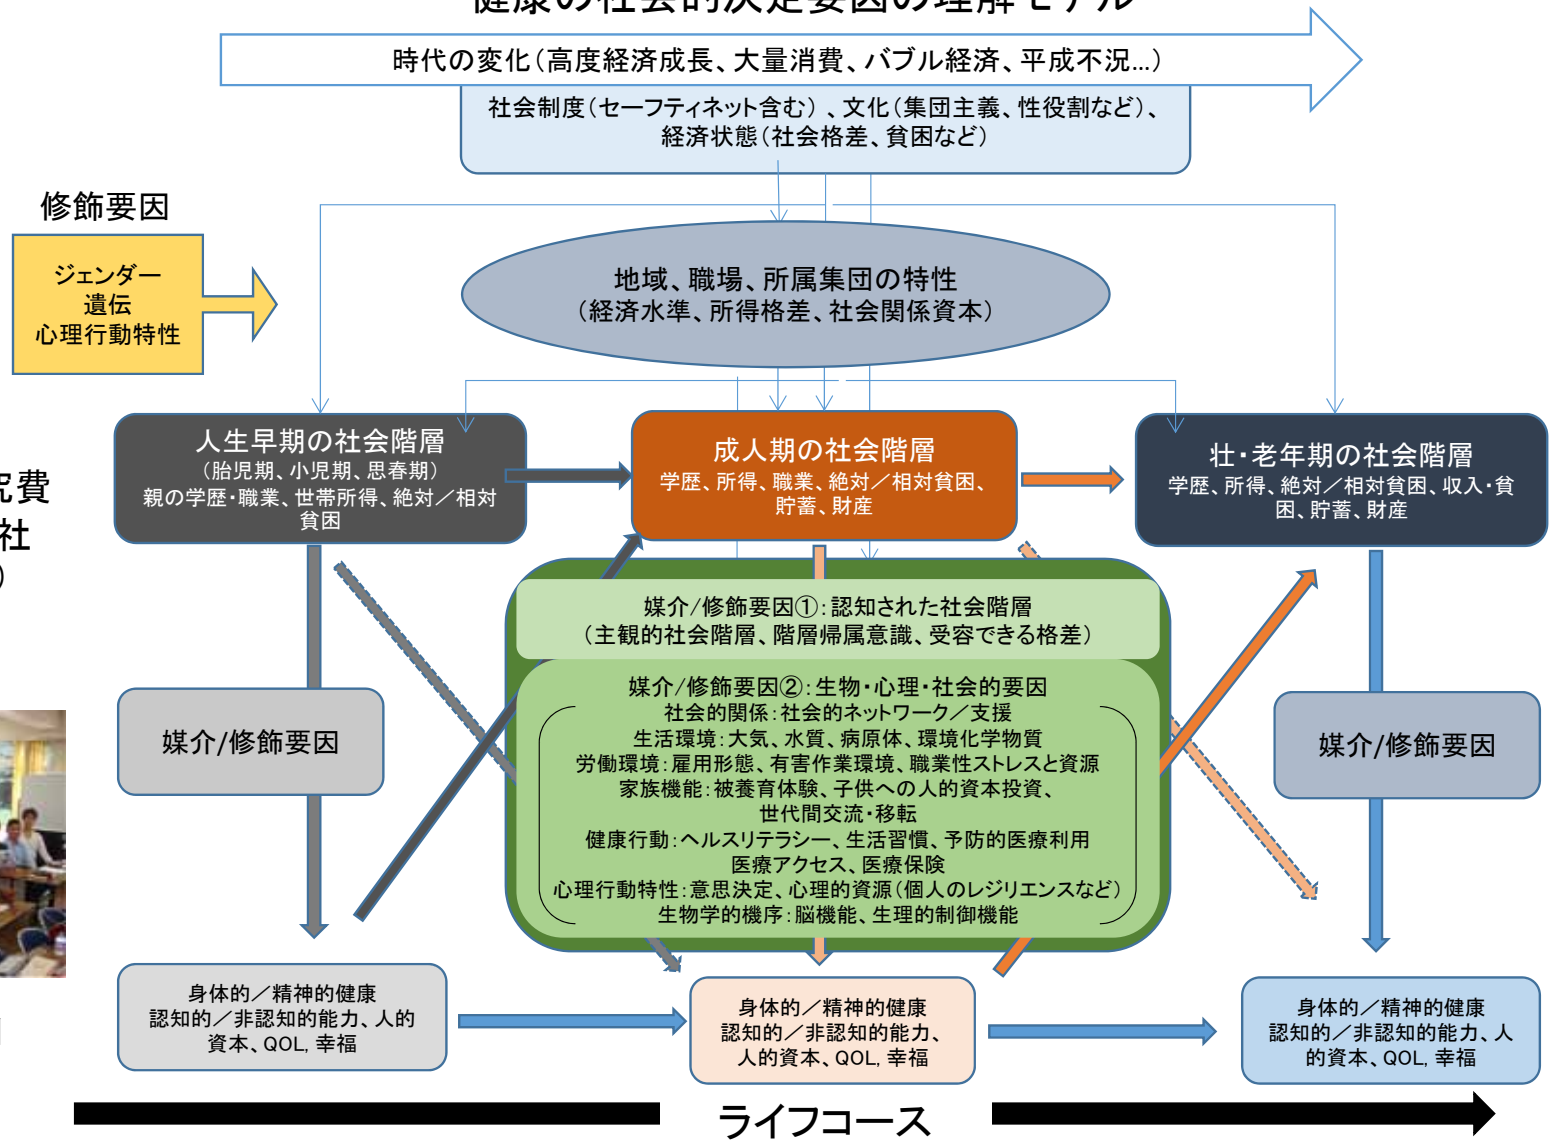 健康の社会的決定要因の理解モデル
時代の変化（高度経済成長、大量消費、バブル経済、平成不況…）
社会制度（セーフティネット含む）、文化（集団主義、性役割など）、
経済状態（社会格差、貧困など）
修飾要因
ジェンダー
遺伝
心理行動特性
地域、職場、所属集団の特性
（経済水準、所得格差、社会関係資本）
人生早期の社会階層
（胎児期、小児期、思春期）
親の学歴・職業、世帯所得、絶対／相対
貧困
成人期の社会階層
学歴、所得、職業、絶対／相対貧困、
貯蓄、財産
壮・老年期の社会階層
学歴、所得、絶対／相対貧困、収入・貧
困、貯蓄、財産
究費
社
）
媒介/修飾要因①：認知された社会階層
（主観的社会階層、階層帰属意識、受容できる格差）
媒介/修飾要因②：生物・心理・社会的要因
社会的関係：社会的ネットワーク／支援
生活環境：大気、水質、病原体、環境化学物質
労働環境：雇用形態、有害作業環境、職業性ストレスと資源
家族機能：被養育体験、子供への人的資本投資、
世代間交流・移転
健康行動：ヘルスリテラシー、生活習慣、予防的医療利用
医療アクセス、医療保険
心理行動特性：意思決定、心理的資源（個人のレジリエンスなど）
生物学的機序：脳機能、生理的制御機能
媒介/修飾要因
媒介/修飾要因
身体的／精神的健康
認知的／非認知的能力、人的
資本、QOL, 幸福
身体的／精神的健康
認知的／非認知的能力、
人的資本、QOL, 幸福
身体的／精神的健康
認知的／非認知的能力、人
的資本、QOL, 幸福
ライフコース